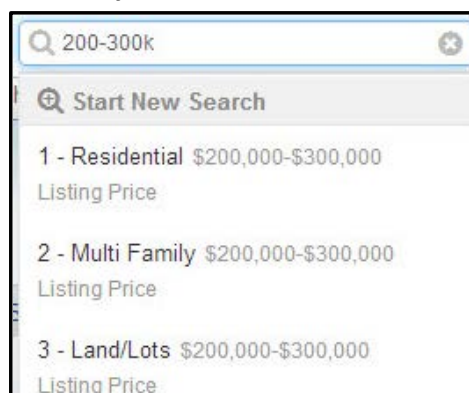 200-300k
Start New Search
1 - Residential $200,000-$300,000
Listing Price
2 - Multi Family $200,000-$300,000
Listing Price
3 - Land/Lots $200,000-$300,000
Listing Price